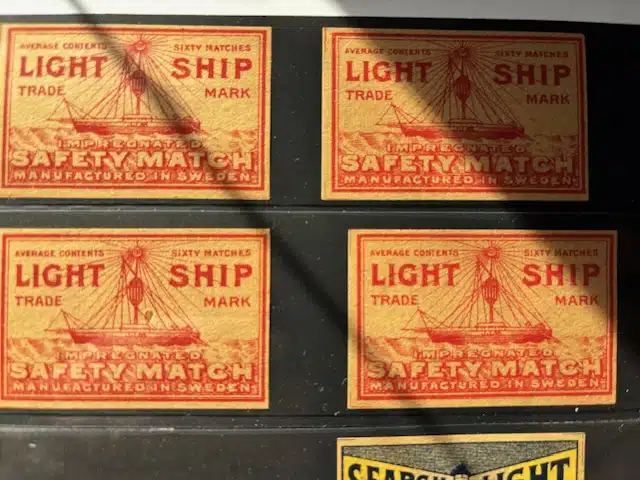 AVERAGE CONTENTS SIXTY MATCHES
LIGHT SHIP
TRADE MARK
IMPREGNATED
SAFETY MATCH
MANUFACTURED IN SWEDEN
AVERAGE CONTENTS SIXTY MATCHES
LIGHT SHIP
TRADE MARK
IMPREGNATED
SAFETY MATCH
MANUFACTURED IN SWEDEN
AVERAGE CONTENTS SIXTY MATCHES
LIGHT SHIP
TRADE MARK
IMPREGNATED
SAFETY MATCH
MANUFACTURED IN SWEDEN
AVERAGE CONTENTS SIXTY MATCHES
LIGHT SHIP
TRADE MARK
IMPREGNATED
SAFETY MATCH
MANUFACTURED IN SWEDEN
LIGHT